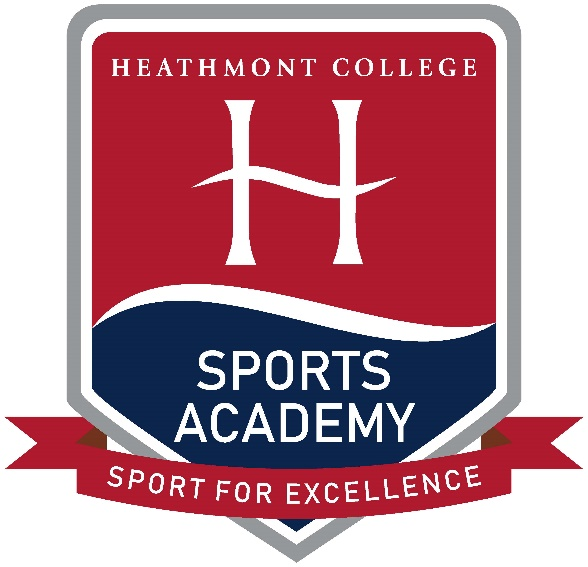 HEATHMONT COLLEGE
H
SPORTS
ACADEMY
SPORT FOR EXCELLENCE